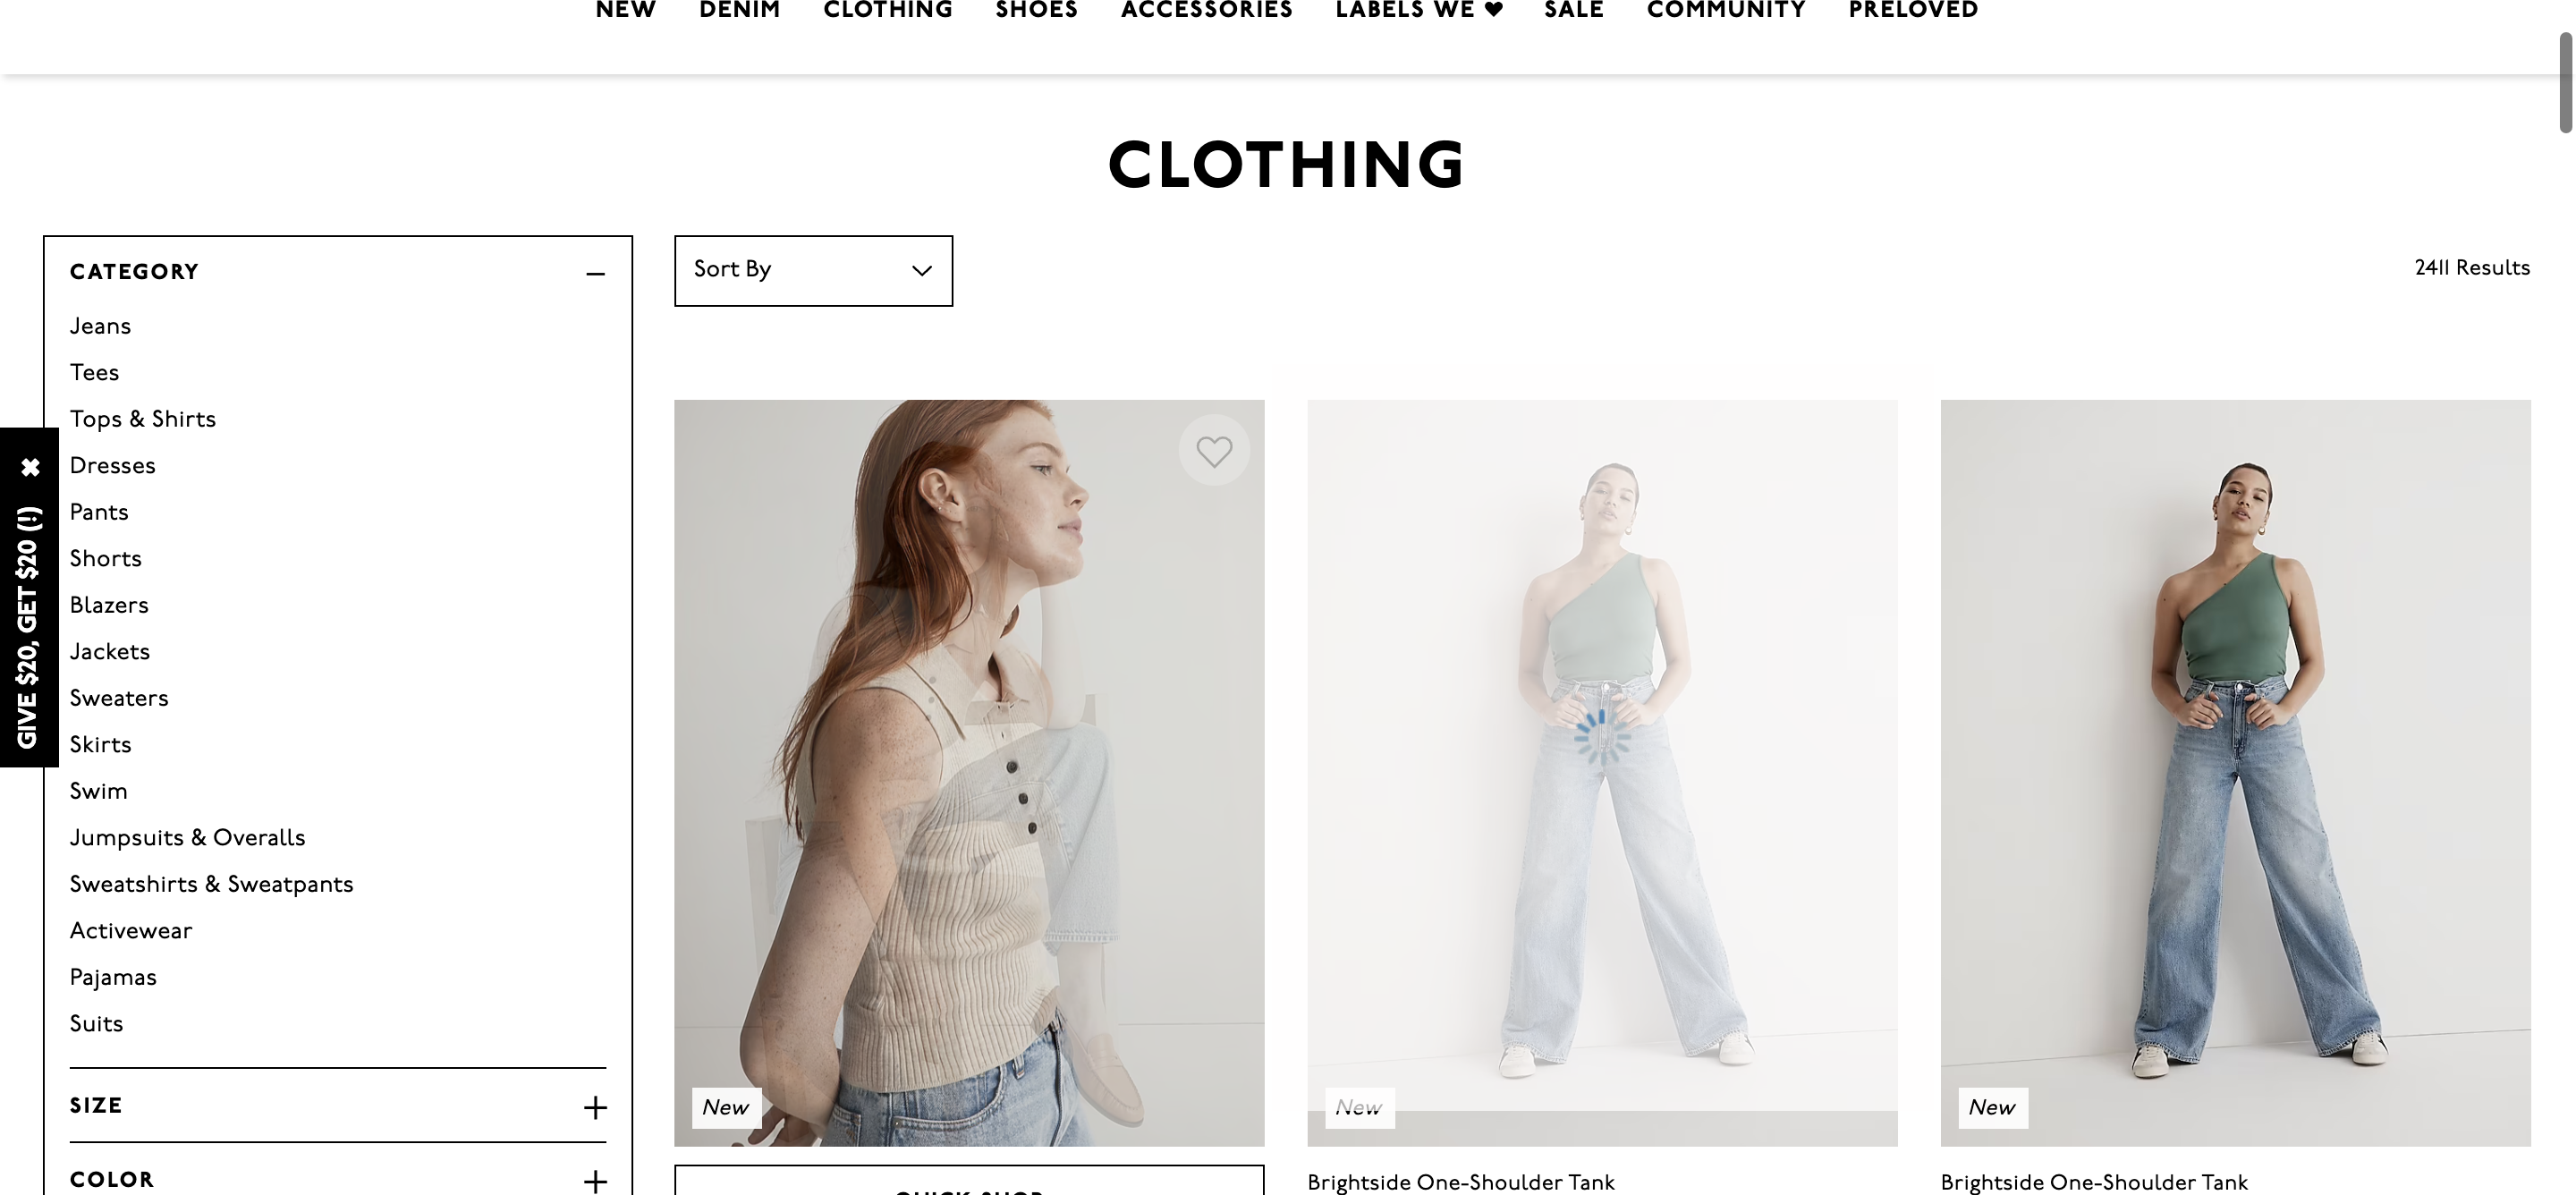 NEW DENIM CLOTHING SHOES ACCESSORIES LABELS WE ♥ SALE COMMUNITY PRELOVED
CLOTHING
CATEGORY
Jeans
Tees
Tops & Shirts
Dresses
Pants
Shorts
Blazers
Jackets
Sweaters
Skirts
Swim
Jumpsuits & Overalls
Sweatshirts & Sweatpants
Activewear
Pajamas
Suits
SIZE
COLOR
GIVE $20, GET $20 (!)
Sort By
2411 Results
New
New
New
QUICK SHOP
Brightside One-Shoulder Tank
Brightside One-Shoulder Tank